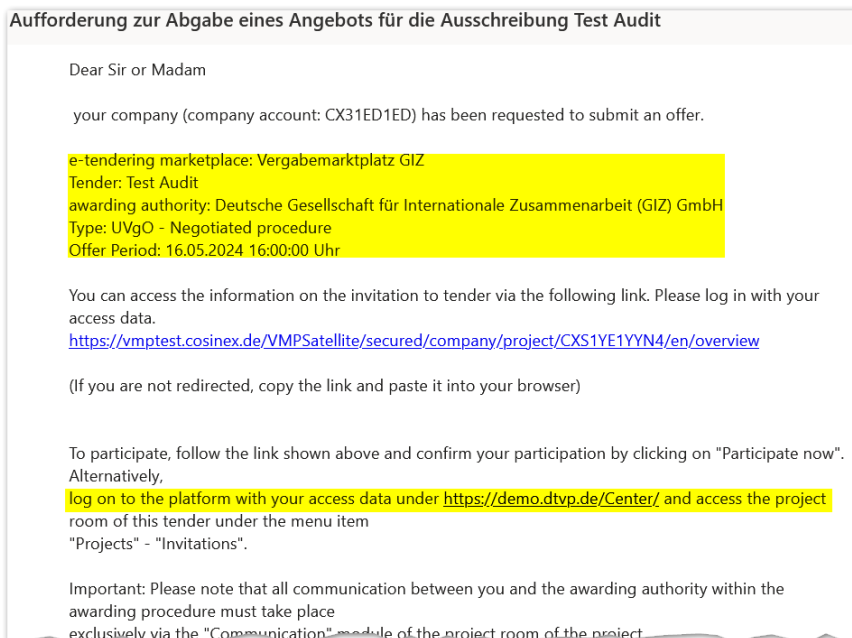 Aufforderung zur Abgabe eines Angebots für die Ausschreibung Test Audit
Dear Sir or Madam
your company (company account: CX31ED1ED) has been requested to submit an offer.
e-tendering marketplace: Vergabemarktplatz GIZ
Tender: Test Audit
awarding authority: Deutsche Gesellschaft für Internationale Zusammenarbeit (GIZ) GmbH
Type: UVgO - Negotiated procedure
Offer Period: 16.05.2024 16:00:00 Uhr
You can access the information on the invitation to tender via the following link. Please log in with your
access data.
https://vmptest.cosinex.de/VMPSatellite/secured/company/project/CXS1YE1YYN4/en/overview
(If you are not redirected, copy the link and paste it into your browser)
To participate, follow the link shown above and confirm your participation by clicking on "Participate now".
Alternatively,
log on to the platform with your access data under https://demo.dtvp.de/Center/ and access the project
room of this tender under the menu item
"Projects" - "Invitations".
Important: Please note that all communication between you and the awarding authority within the
awarding procedure must take place
exclusively via the "Communication" module of the project room of the project